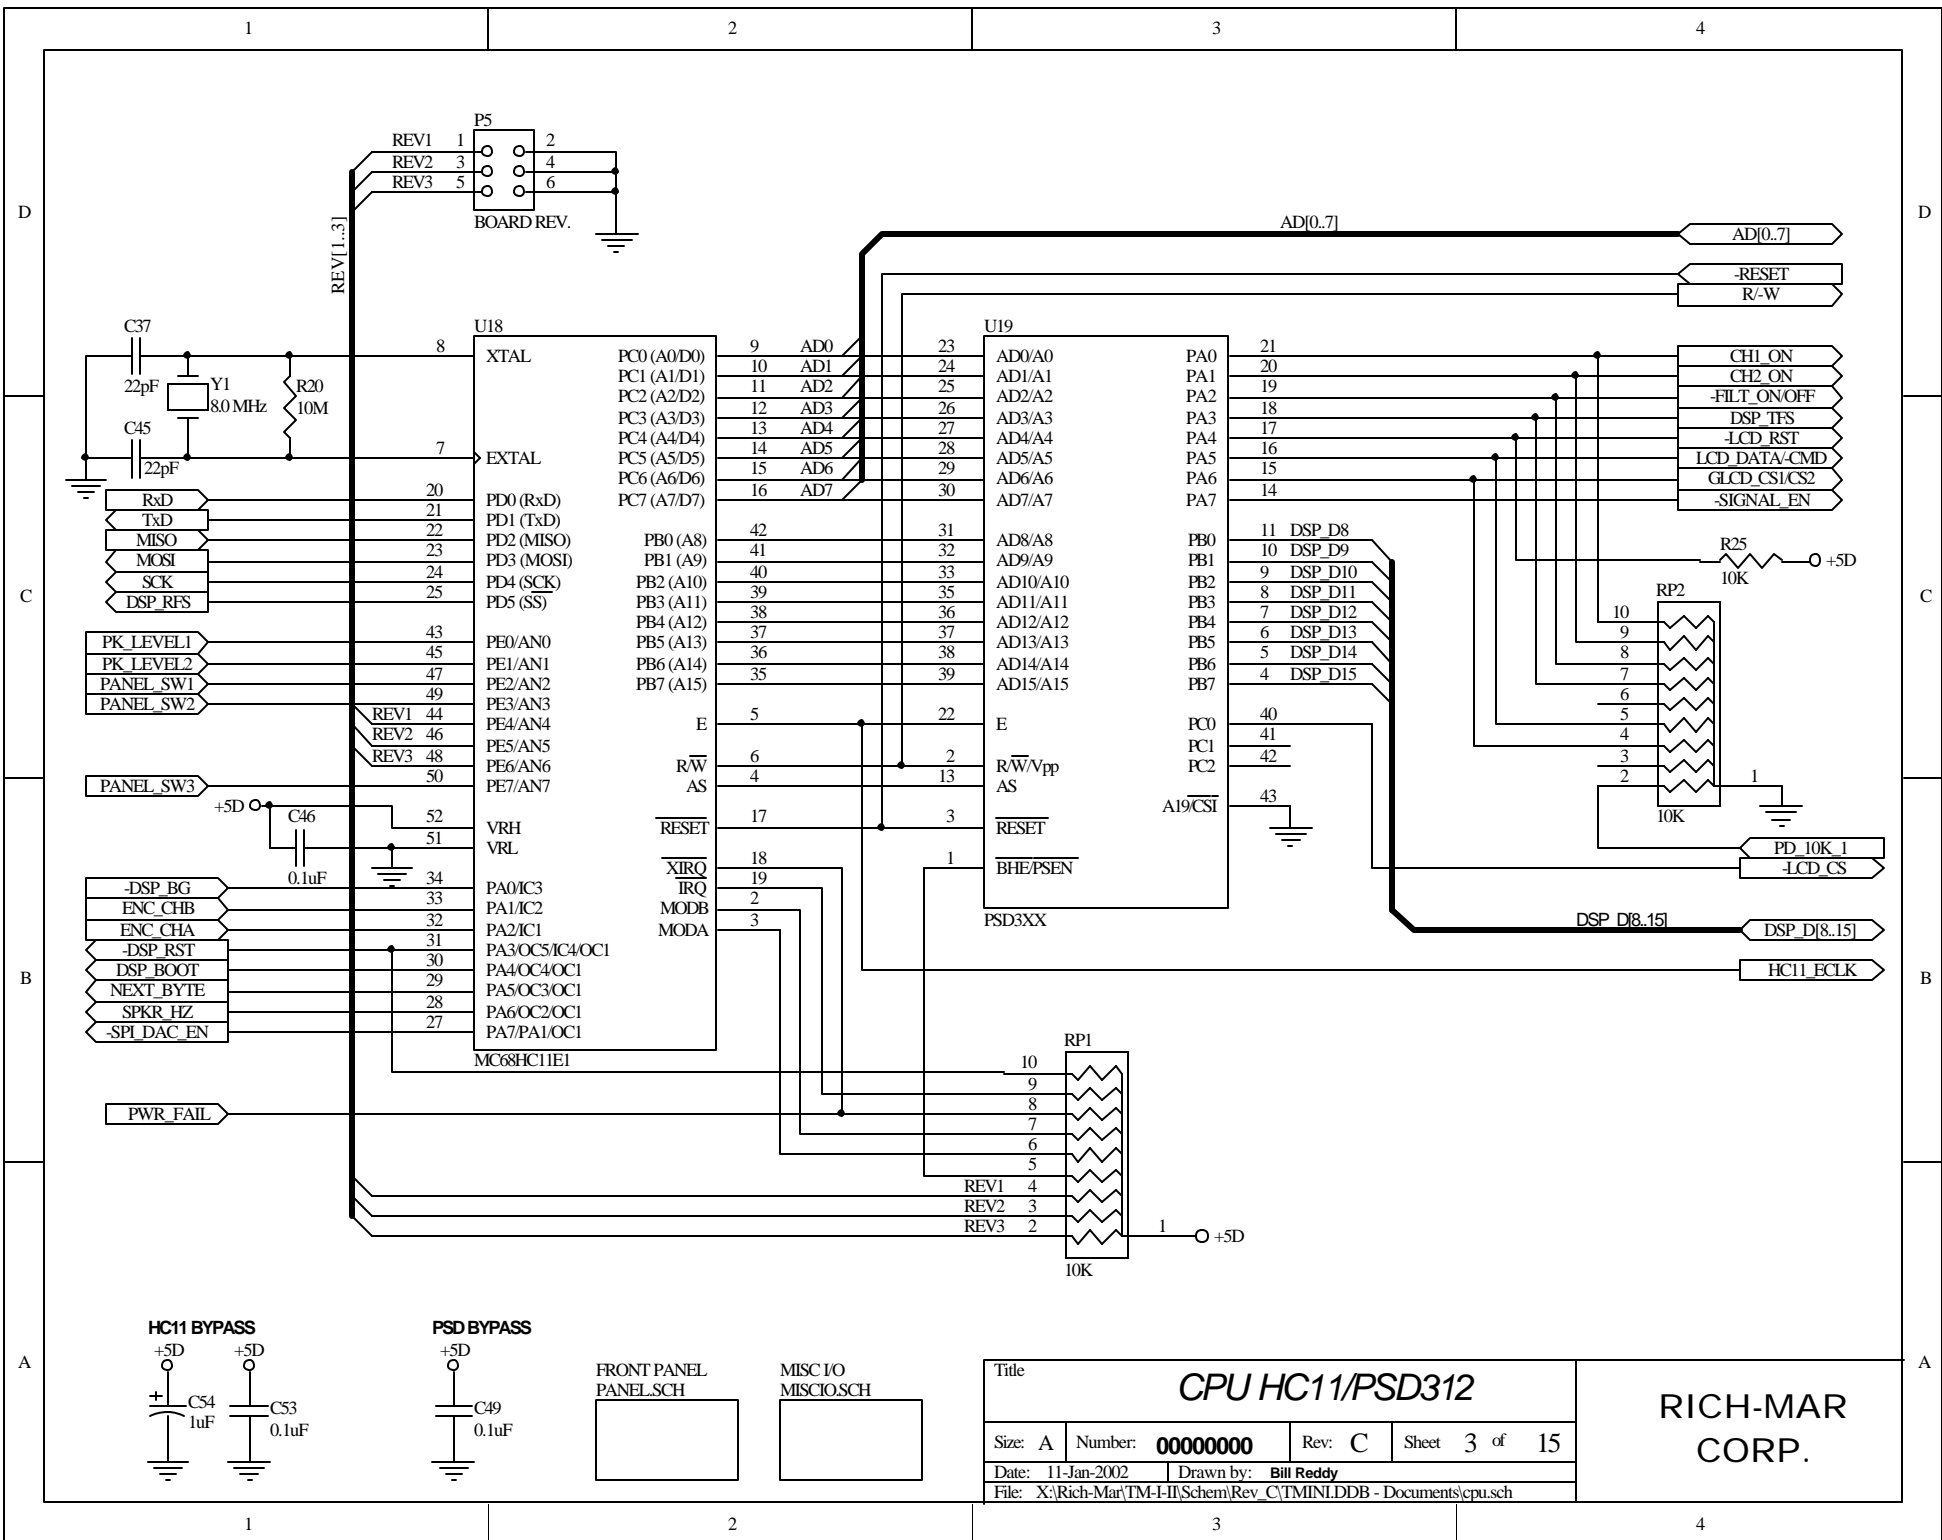 1 2 3 4
D
C
B
A
D
C
B
A
P5
REV1 1 2
REV2 3 4
REV3 5 6
BOARD REV.
REV[1..3]
AD[0..7]
AD[0..7]
-RESET
R/-W
C37
22pF
Y1
8.0 MHz
R20
10M
C45
22pF
U18
8 XTAL
7 EXTAL
RxD 20 PD0 (RxD)
TxD 21 PD1 (TxD)
MISO 22 PD2 (MISO)
MOSI 23 PD3 (MOSI)
SCK 24 PD4 (SCK)
DSP_RFS 25 PD5 (SS)
PK_LEVEL1 43 PE0/AN0
PK_LEVEL2 45 PE1/AN1
PANEL_SW1 47 PE2/AN2
PANEL_SW2 49 PE3/AN3
REV1 44 PE4/AN4
REV2 46 PE5/AN5
REV3 48 PE6/AN6
PANEL_SW3 50 PE7/AN7
+5D
C46
0.1uF
52 VRH
51 VRL
-DSP_BG 34 PA0/IC3
ENC_CHB 33 PA1/IC2
ENC_CHA 32 PA2/IC1
-DSP_RST 31 PA3/OC5/IC4/OC1
DSP_BOOT 30 PA4/OC4/OC1
NEXT_BYTE 29 PA5/OC3/OC1
SPKR_HZ 28 PA6/OC2/OC1
-SPI_DAC_EN 27 PA7/PA1/OC1
MC68HC11E1
PC0 (A0/D0) 9 AD0
PC1 (A1/D1) 10 AD1
PC2 (A2/D2) 11 AD2
PC3 (A3/D3) 12 AD3
PC4 (A4/D4) 13 AD4
PC5 (A5/D5) 14 AD5
PC6 (A6/D6) 15 AD6
PC7 (A7/D7) 16 AD7
PB0 (A8) 42
PB1 (A9) 41
PB2 (A10) 40
PB3 (A11) 39
PB4 (A12) 38
PB5 (A13) 37
PB6 (A14) 36
PB7 (A15) 35
E 5
R/W 6
AS 4
RESET 17
XIRQ 18
IRQ 19
MODB 2
MODA 3
U19
23 AD0/A0
24 AD1/A1
25 AD2/A2
26 AD3/A3
27 AD4/A4
28 AD5/A5
29 AD6/A6
30 AD7/A7
31 AD8/A8
32 AD9/A9
33 AD10/A10
35 AD11/A11
36 AD12/A12
37 AD13/A13
38 AD14/A14
39 AD15/A15
22 E
2 R/W/Vpp
13 AS
3 RESET
1 BHE/PSEN
PSD3XX
PA0 21 CH1_ON
PA1 20 CH2_ON
PA2 19 -FILT_ON/OFF
PA3 18 DSP_TFS
PA4 17 -LCD_RST
PA5 16 LCD_DATA/-CMD
PA6 15 GLCD_CS1/CS2
PA7 14 -SIGNAL_EN
PB0 11 DSP_D8
PB1 10 DSP_D9
PB2 9 DSP_D10
PB3 8 DSP_D11
PB4 7 DSP_D12
PB5 6 DSP_D13
PB6 5 DSP_D14
PB7 4 DSP_D15
PC0 40
PC1 41
PC2 42
A19/CSI 43
R25
10K
+5D
RP2
10
9
8
7
6
5
4
3
2 1
10K
PD_10K_1
-LCD_CS
DSP_D[8..15]
DSP_D[8..15]
HC11_ECLK
PWR_FAIL
RP1
10
9
8
7
6
5
REV1 4
REV2 3
REV3 2
1 +5D
10K
HC11 BYPASS
+5D +5D
+ C54
1uF
C53
0.1uF
PSD BYPASS
+5D
C49
0.1uF
FRONT PANEL
PANEL.SCH
MISC I/O
MISCIO.SCH
Title
CPU HC11/PSD312
Size: A Number: 00000000 Rev: C Sheet 3 of 15
Date: 11-Jan-2002 Drawn by: Bill Reddy
File: X:\Rich-Mar\TM-I-II\Schem\Rev_C\TMINI.DDB - Documents\cpu.sch
RICH-MAR
CORP.
1 2 3 4